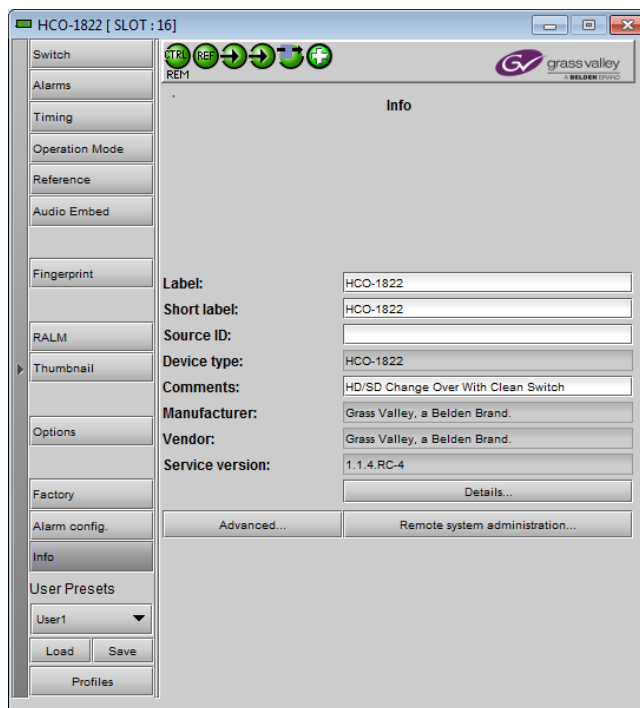 HCO-1822 [ SLOT : 16]
Switch
Alarms
Timing
Operation Mode
Reference
Audio Embed
Fingerprint
RALM
Thumbnail
Options
Factory
Alarm config.
Info
User Presets
User1
Load Save
Profiles
CTRL REF
REM
GV grass valley
A BELDEN BRAND
Info
Label: HCO-1822
Short label: HCO-1822
Source ID:
Device type: HCO-1822
Comments: HD/SD Change Over With Clean Switch
Manufacturer: Grass Valley, a Belden Brand.
Vendor: Grass Valley, a Belden Brand.
Service version: 1.1.4.RC-4
Details...
Advanced... Remote system administration...